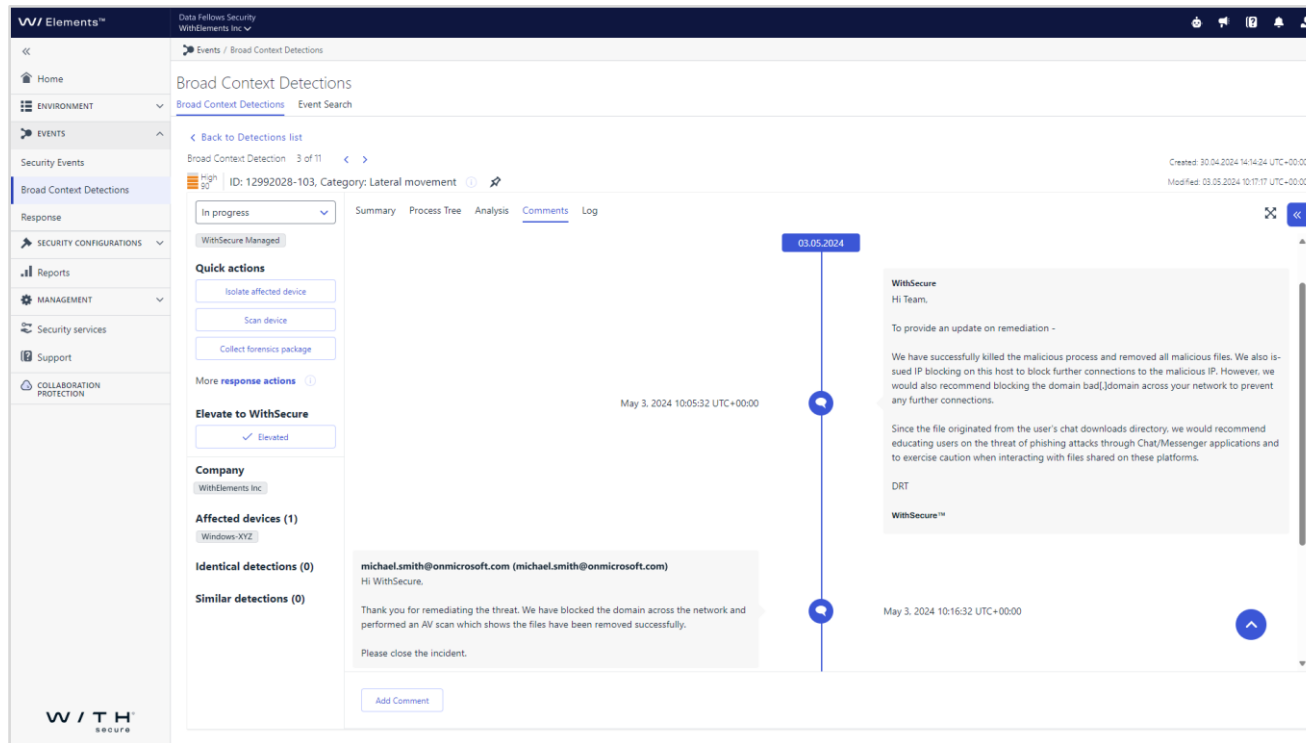 W/ Elements™
Data Fellows Security
WithElements Inc
Events / Broad Context Detections
Home
ENVIRONMENT
EVENTS
Security Events
Broad Context Detections
Response
SECURITY CONFIGURATIONS
Reports
MANAGEMENT
Security services
Support
COLLABORATION
PROTECTION
W / T H
secure
Broad Context Detections
Broad Context Detections Event Search
Back to Detections list
Broad Context Detection 3 of 11
Created: 30.04.2024 14:14:24 UTC+00:00
High
90
ID: 12992028-103, Category: Lateral movement
Modified: 03.05.2024 10:17:17 UTC+00:00
In progress
WithSecure Managed
Quick actions
Isolate affected device
Scan device
Collect forensics package
More response actions
Elevate to WithSecure
Elevated
Company
WithElements Inc
Affected devices (1)
Windows-XYZ
Identical detections (0)
Similar detections (0)
Summary Process Tree Analysis Comments Log
03.05.2024
WithSecure
Hi Team,
To provide an update on remediation -
We have successfully killed the malicious process and removed all malicious files. We also is-
sued IP blocking on this host to block further connections to the malicious IP. However, we
would also recommend blocking the domain bad[.]domain across your network to prevent
any further connections.
Since the file originated from the user's chat downloads directory, we would recommend
educating users on the threat of phishing attacks through Chat/Messenger applications and
to exercise caution when interacting with files shared on these platforms.
DRT
WithSecure™
May 3, 2024 10:05:32 UTC+00:00
michael.smith@onmicrosoft.com (michael.smith@onmicrosoft.com)
Hi WithSecure,
Thank you for remediating the threat. We have blocked the domain across the network and
performed an AV scan which shows the files have been removed successfully.
Please close the incident.
May 3, 2024 10:16:32 UTC+00:00
Add Comment